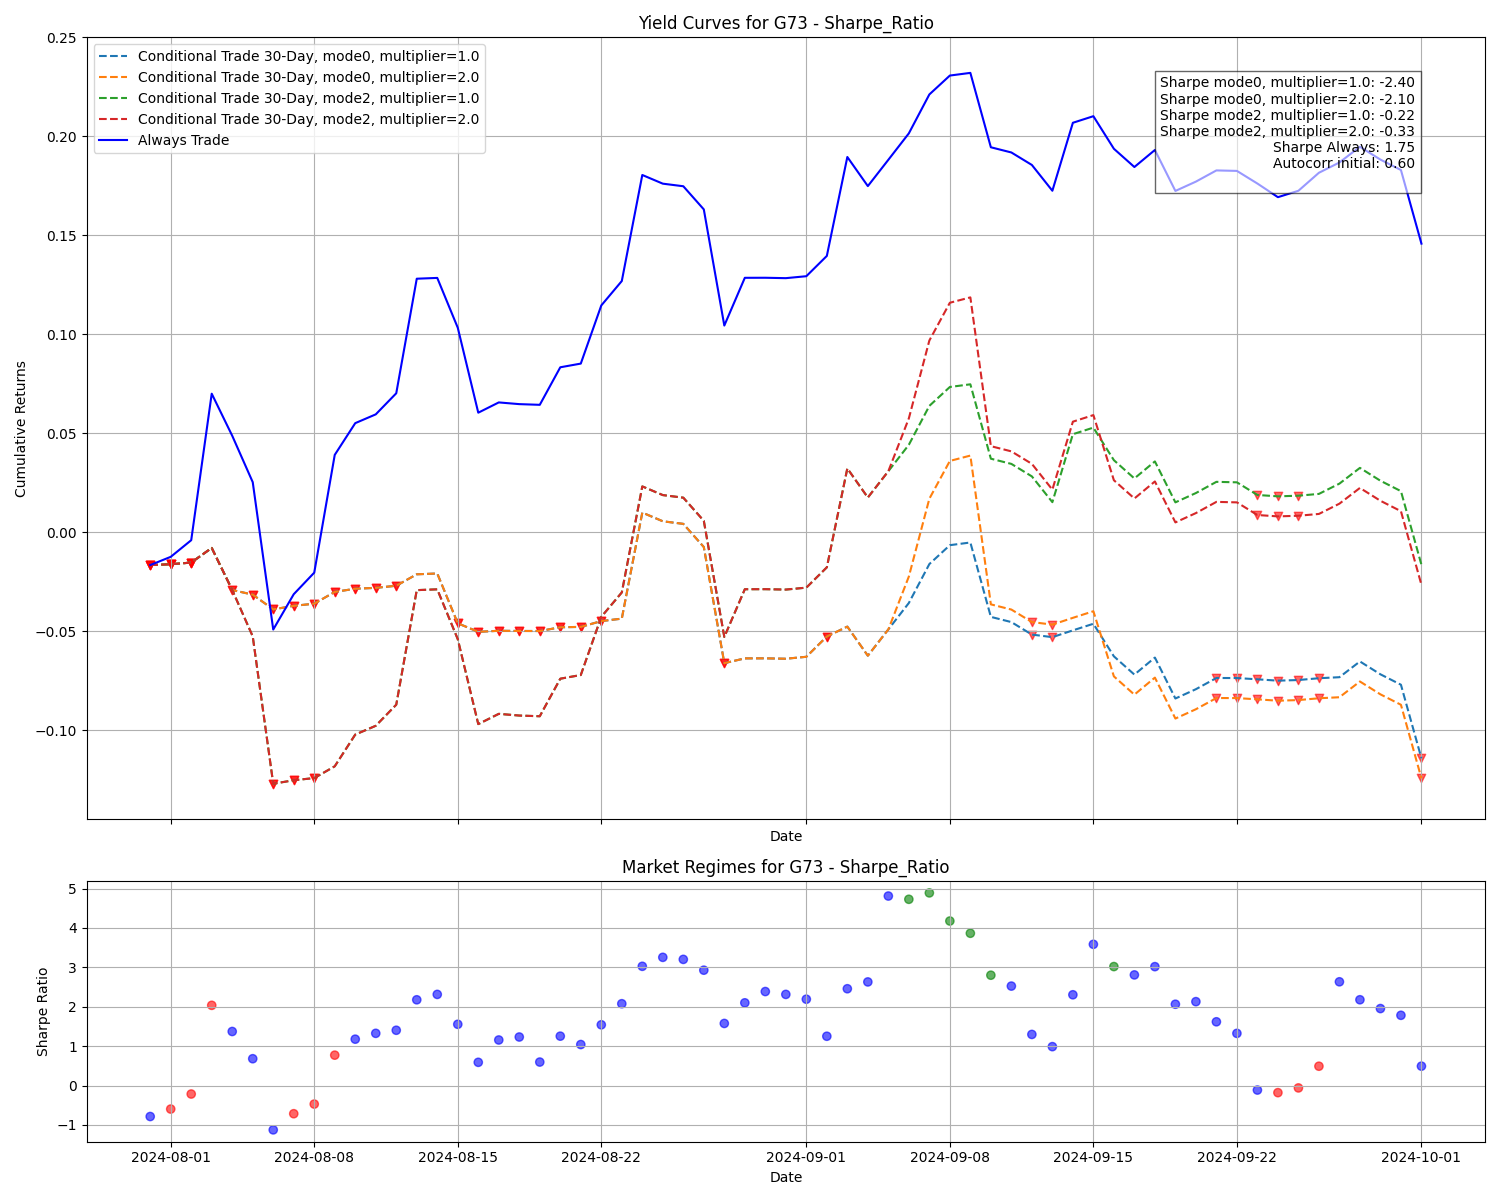 Yield Curves for G73 - Sharpe_Ratio
Conditional Trade 30-Day, mode0, multiplier=1.0
Conditional Trade 30-Day, mode0, multiplier=2.0
Conditional Trade 30-Day, mode2, multiplier=1.0
Conditional Trade 30-Day, mode2, multiplier=2.0
Always Trade
Sharpe mode0, multiplier=1.0: -2.40
Sharpe mode0, multiplier=2.0: -2.10
Sharpe mode2, multiplier=1.0: -0.22
Sharpe mode2, multiplier=2.0: -0.33
Sharpe Always: 1.75
Autocorr initial: 0.60
Cumulative Returns
0.25
0.20
0.15
0.10
0.05
0.00
−0.05
−0.10
Date
Market Regimes for G73 - Sharpe_Ratio
Sharpe Ratio
5
4
3
2
1
0
−1
2024-08-01
2024-08-08
2024-08-15
2024-08-22
2024-09-01
2024-09-08
2024-09-15
2024-09-22
2024-10-01
Date